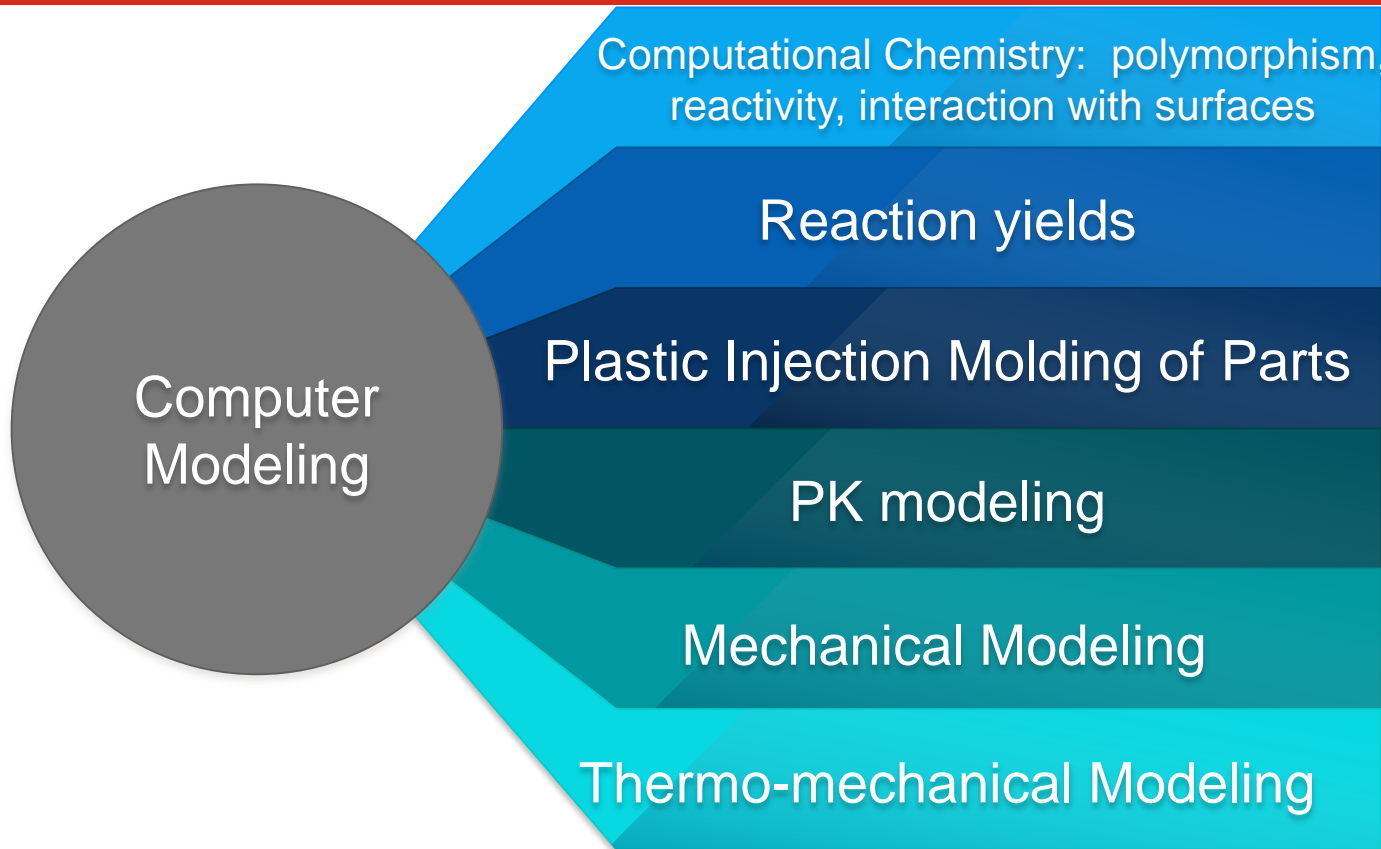 Computational Chemistry: polymorphism,
reactivity, interaction with surfaces
Reaction yields
Plastic Injection Molding of Parts
Computer
Modeling
PK modeling
Mechanical Modeling
Thermo-mechanical Modeling